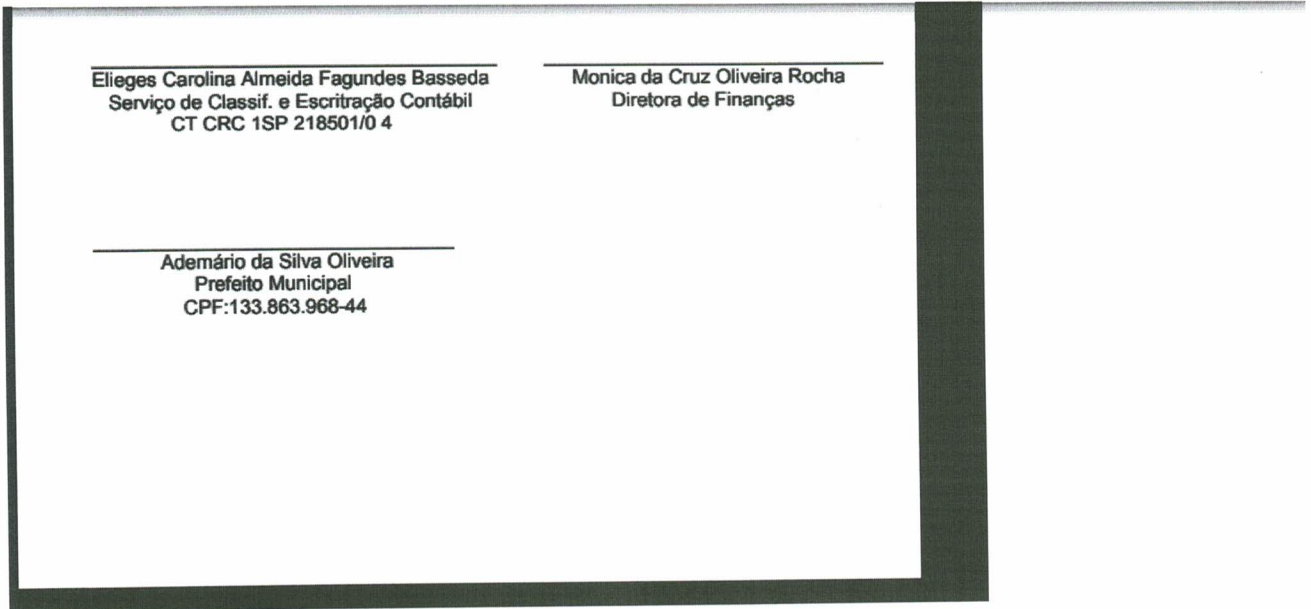 Elieges Carolina Almeida Fagundes Basseda
Serviço de Classif. e Escritração Contábil
CT CRC 1SP 218501/0 4
Monica da Cruz Oliveira Rocha
Diretora de Finanças
Ademário da Silva Oliveira
Prefeito Municipal
CPF:133.863.968-44